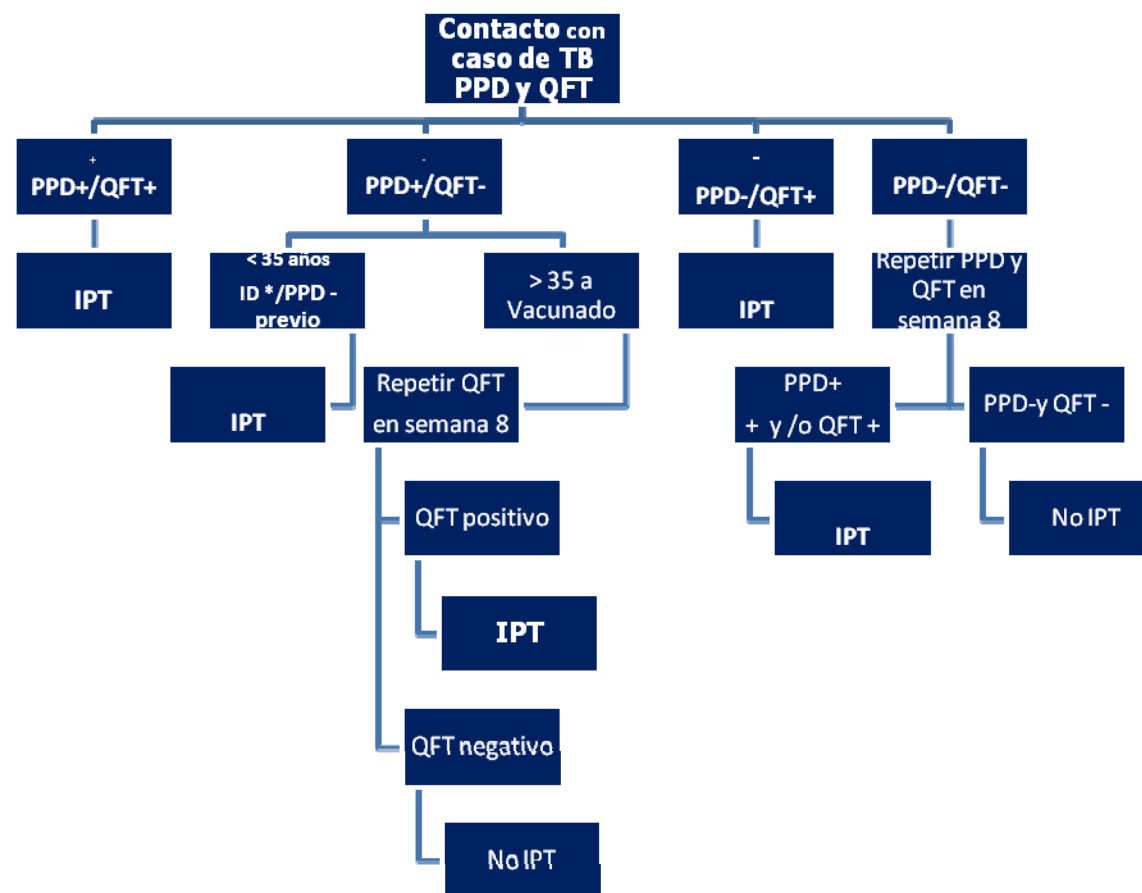 Contacto con
caso de TB
PPD y QFT
+
PPD+/QFT+
-
PPD+/QFT-
-
PPD-/QFT+
PPD-/QFT-
IPT
< 35 años
ID */PPD -
previo
> 35 a
Vacunado
IPT
Repetir PPD y
QFT en
semana 8
IPT
Repetir QFT
en semana 8
PPD+
+ y /o QFT +
PPD-y QFT -
QFT positivo
IPT
No IPT
IPT
QFT negativo
No IPT